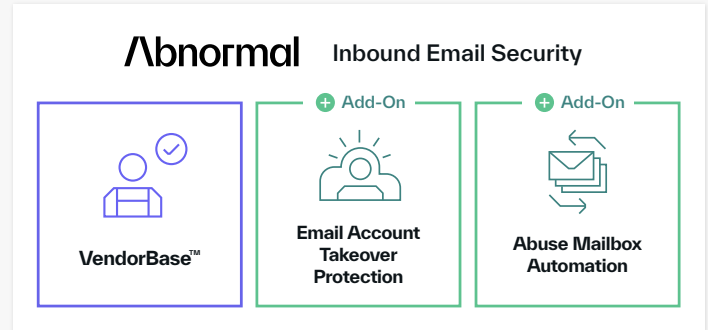 Abnormal Inbound Email Security
Add-On
Add-On
VendorBase™
Email Account
Takeover
Protection
Abuse Mailbox
Automation